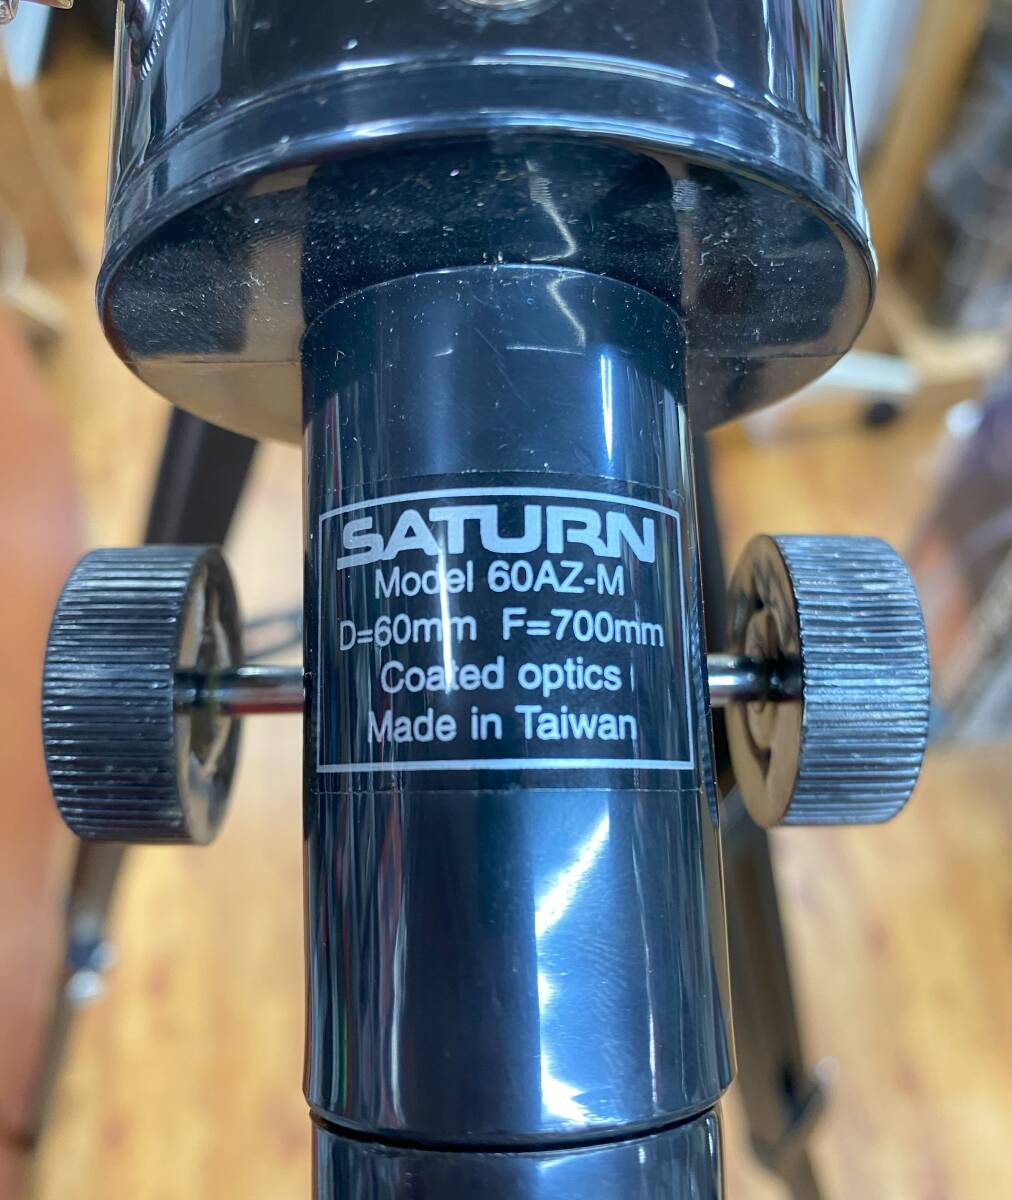 SATURN
Model 60AZ-M
D=60mm F=700mm
Coated optics
Made in Taiwan